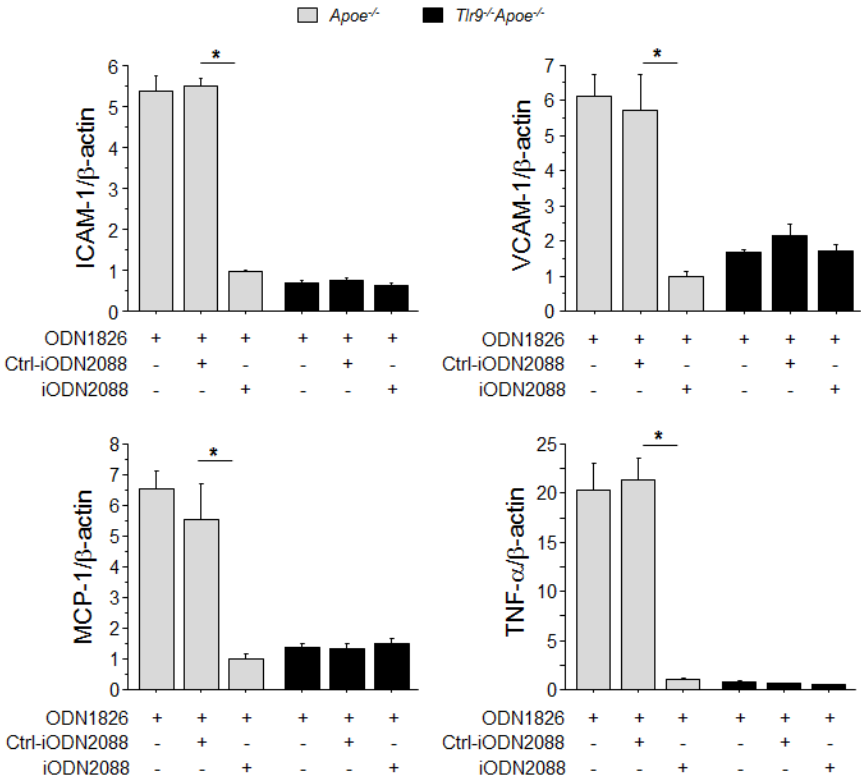 Apoe-/- Tlr9-/-Apoe-/-
ICAM-1/β-actin
6
5
4
3
2
1
0
*
ODN1826 + + + + + +
Ctrl-iODN2088 - + - - + -
iODN2088 - - + - - +
VCAM-1/β-actin
7
6
5
4
3
2
1
0
*
ODN1826 + + + + + +
Ctrl-iODN2088 - + - - + -
iODN2088 - - + - - +
MCP-1/β-actin
8
7
6
5
4
3
2
1
0
*
ODN1826 + + + + + +
Ctrl-iODN2088 - + - - + -
iODN2088 - - + - - +
TNF-α/β-actin
25
20
15
10
5
0
*
ODN1826 + + + + + +
Ctrl-iODN2088 - + - - + -
iODN2088 - - + - - +